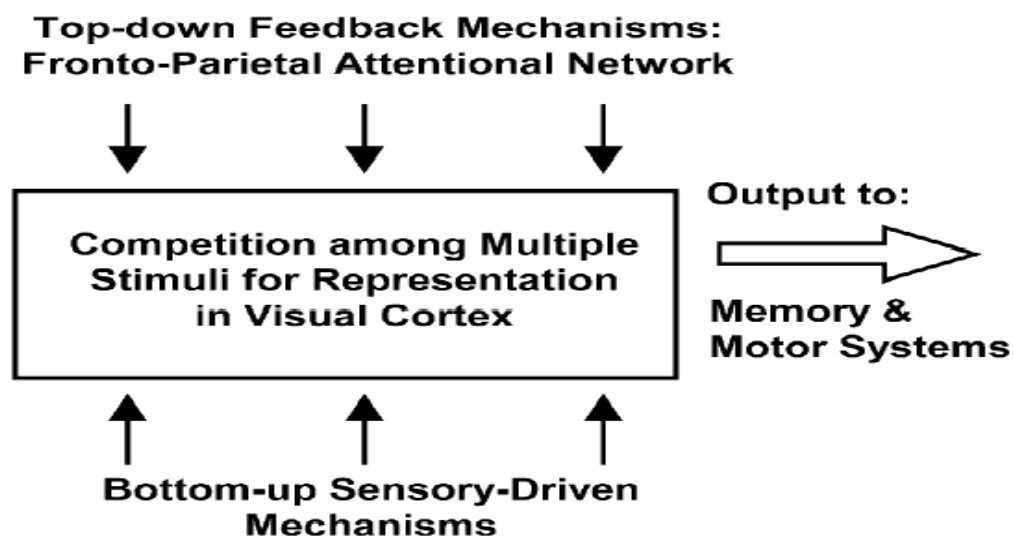 Top-down Feedback Mechanisms:
Fronto-Parietal Attentional Network
Competition among Multiple
Stimuli for Representation
in Visual Cortex
Output to:
Memory &
Motor Systems
Bottom-up Sensory-Driven
Mechanisms